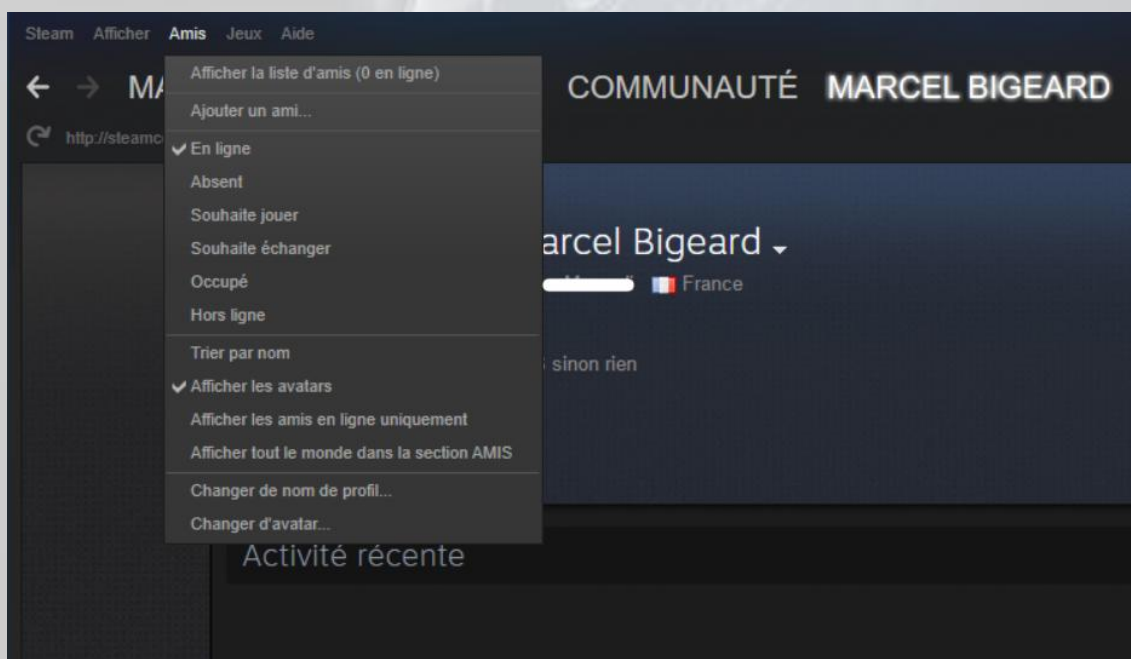 Steam Afficher Amis Jeux Aide
Afficher la liste d'amis (0 en ligne)
COMMUNAUTÉ MARCEL BIGEARD
Ajouter un ami...
http://steamc
En ligne
Absent
Souhaite jouer
Souhaite échanger
arcel Bigeard
Occupé
France
Hors ligne
Trier par nom
sinon rien
Afficher les avatars
Afficher les amis en ligne uniquement
Afficher tout le monde dans la section AMIS
Changer de nom de profil...
Changer d'avatar...
Activité récente